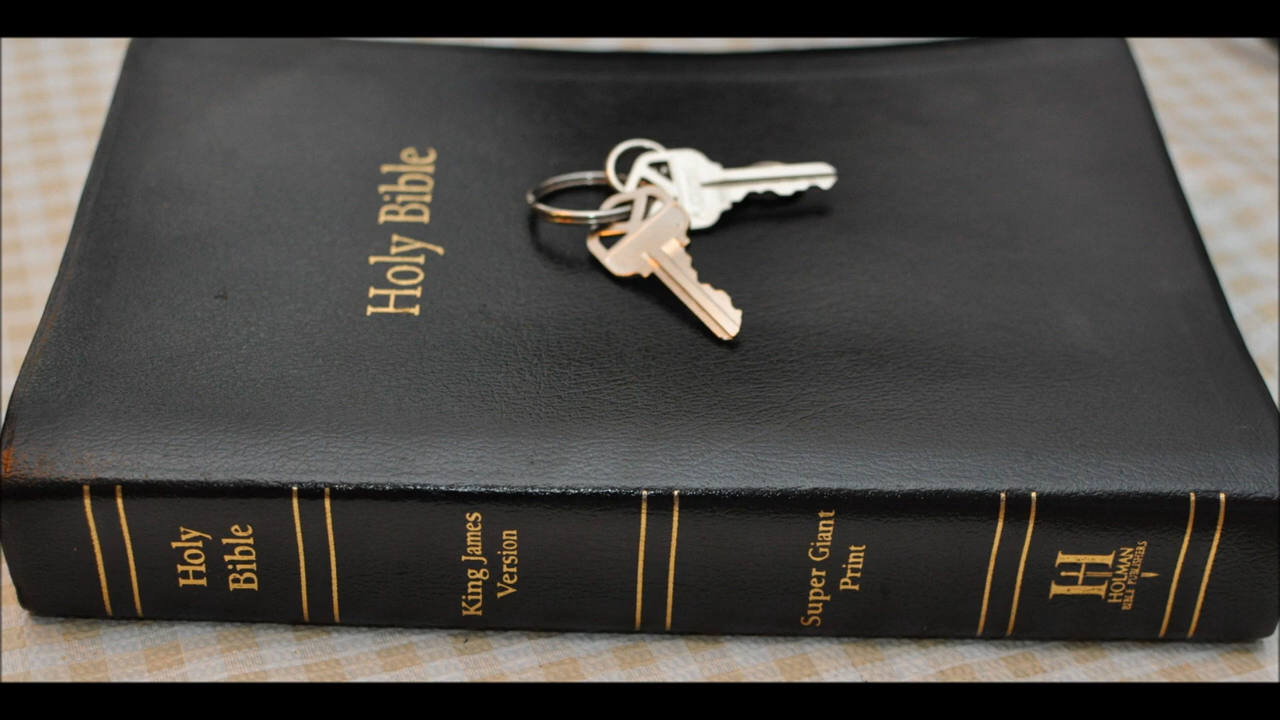 Holy Bible
Holy
Bible
King James
Version
Super Giant
Print
HOLMAN
BIBLE PUBLISHERS